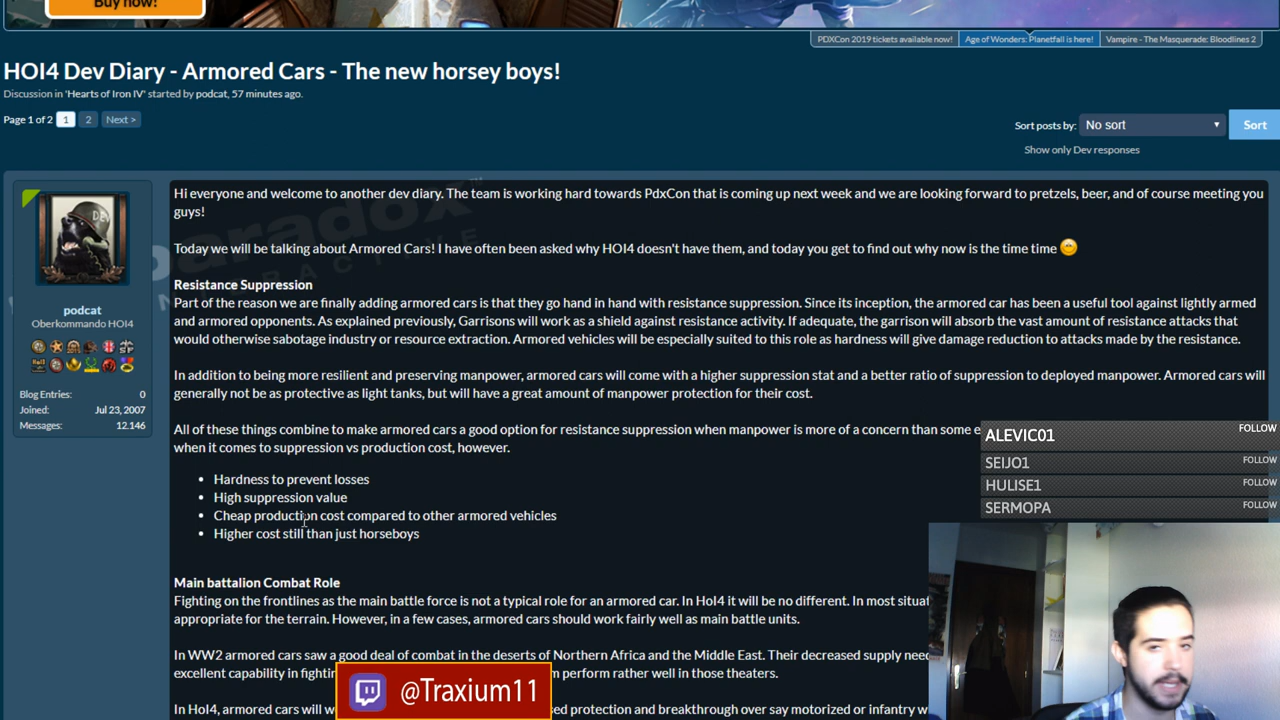 Buy now!
PDXCon 2019 tickets available now!
Age of Wonders: Planetfall is here!
Vampire - The Masquerade: Bloodlines 2
HOI4 Dev Diary - Armored Cars - The new horsey boys!
Discussion in 'Hearts of Iron IV' started by podcat, 57 minutes ago.
Page 1 of 2 1 2 Next >
Sort posts by: No sort Sort
Show only Dev responses
podcat
Oberkommando HOI4
Blog Entries: 0
Joined: Jul 23, 2007
Messages: 12.146
paradox
INTERACTIVE
Hi everyone and welcome to another dev diary. The team is working hard towards PdxCon that is coming up next week and we are looking forward to pretzels, beer, and of course meeting you
guys!
Today we will be talking about Armored Cars! I have often been asked why HOI4 doesn't have them, and today you get to find out why now is the time time
Resistance Suppression
Part of the reason we are finally adding armored cars is that they go hand in hand with resistance suppression. Since its inception, the armored car has been a useful tool against lightly armed
and armored opponents. As explained previously, Garrisons will work as a shield against resistance activity. If adequate, the garrison will absorb the vast amount of resistance attacks that
would otherwise sabotage industry or resource extraction. Armored vehicles will be especially suited to this role as hardness will give damage reduction to attacks made by the resistance.
In addition to being more resilient and preserving manpower, armored cars will come with a higher suppression stat and a better ratio of suppression to deployed manpower. Armored cars will
generally not be as protective as light tanks, but will have a great amount of manpower protection for their cost.
All of these things combine to make armored cars a good option for resistance suppression when manpower is more of a concern than some e
when it comes to suppression vs production cost, however.
• Hardness to prevent losses
• High suppression value
• Cheap production cost compared to other armored vehicles
• Higher cost still than just horseboys
Main battalion Combat Role
Fighting on the frontlines as the main battle force is not a typical role for an armored car. In HoI4 it will be no different. In most situat
appropriate for the terrain. However, in a few cases, armored cars should work fairly well as main battle units.
In WW2 armored cars saw a good deal of combat in the deserts of Northern Africa and the Middle East. Their decreased supply need
excellent capability in fightin m perform rather well in those theaters.
In HoI4, armored cars will w sed protection and breakthrough over say motorized or infantry w
ALEVIC01 FOLLOW
SEIJO1 FOLLOW
HULISE1 FOLLOW
SERMOPA FOLLOW
@Traxium11